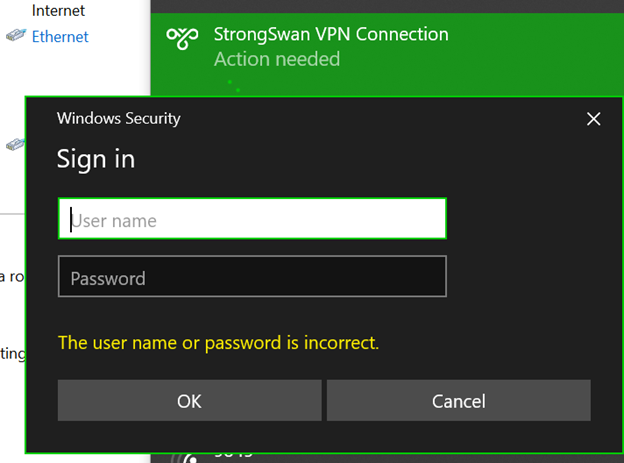 Internet
Ethernet
StrongSwan VPN Connection
Action needed
Windows Security
Sign in
User name
Password
The user name or password is incorrect.
OK
Cancel
a ro
ting